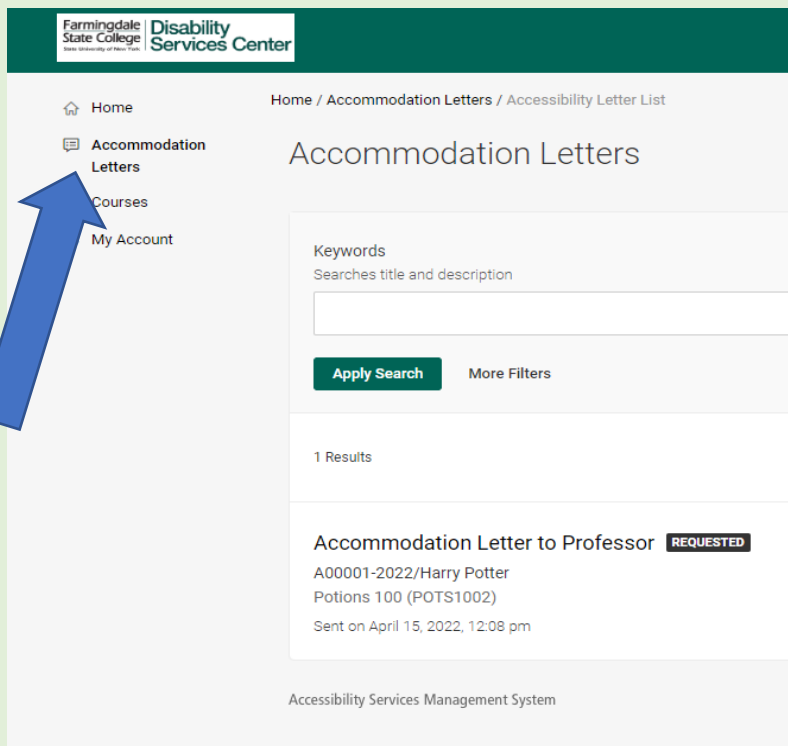 Farmingdale
State College
State University of New York
Disability
Services Center
Home
Accommodation
Letters
Courses
My Account
Home / Accommodation Letters / Accessibility Letter List
Accommodation Letters
Keywords
Searches title and description
Apply Search More Filters
1 Results
Accommodation Letter to Professor REQUESTED
A00001-2022/Harry Potter
Potions 100 (POTS1002)
Sent on April 15, 2022, 12:08 pm
Accessibility Services Management System